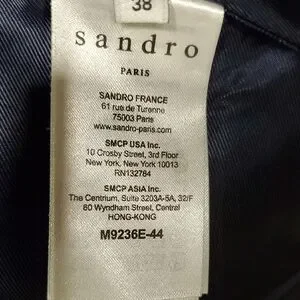 38
sandro
PARIS
SANDRO FRANCE
61 rue de Turenne
75003 Paris
www.sandro-paris.com
SMCP USA Inc.
10 Crosby Street, 3rd Floor
New York, New York 10013
RN132784
SMCP ASIA Inc.
The Centrium, Suite 3203A-5A, 32/F
60 Wyndham Street, Central
HONG-KONG
M9236E-44